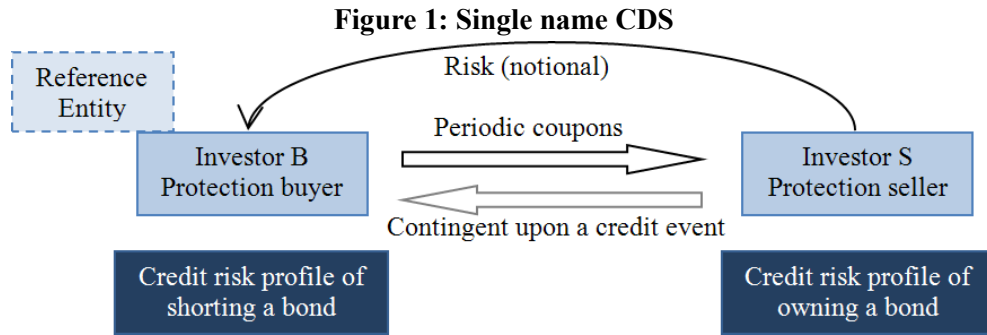 Figure 1: Single name CDS
Reference
Entity
Risk (notional)
Periodic coupons
Investor B
Protection buyer
Investor S
Protection seller
Contingent upon a credit event
Credit risk profile of
shorting a bond
Credit risk profile of
owning a bond